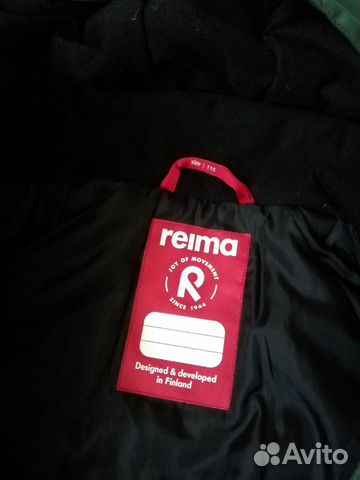 size | 110
reima
JOY OF MOVEMENT
R
SINCE 1944
Designed & developed
in Finland
Avito